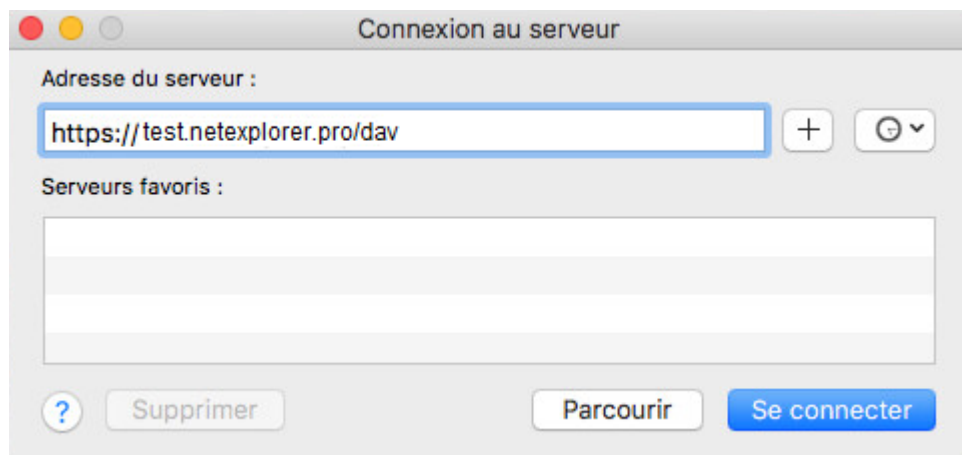 Connexion au serveur
Adresse du serveur :
https://test.netexplorer.pro/dav
Serveurs favoris :
? Supprimer Parcourir Se connecter